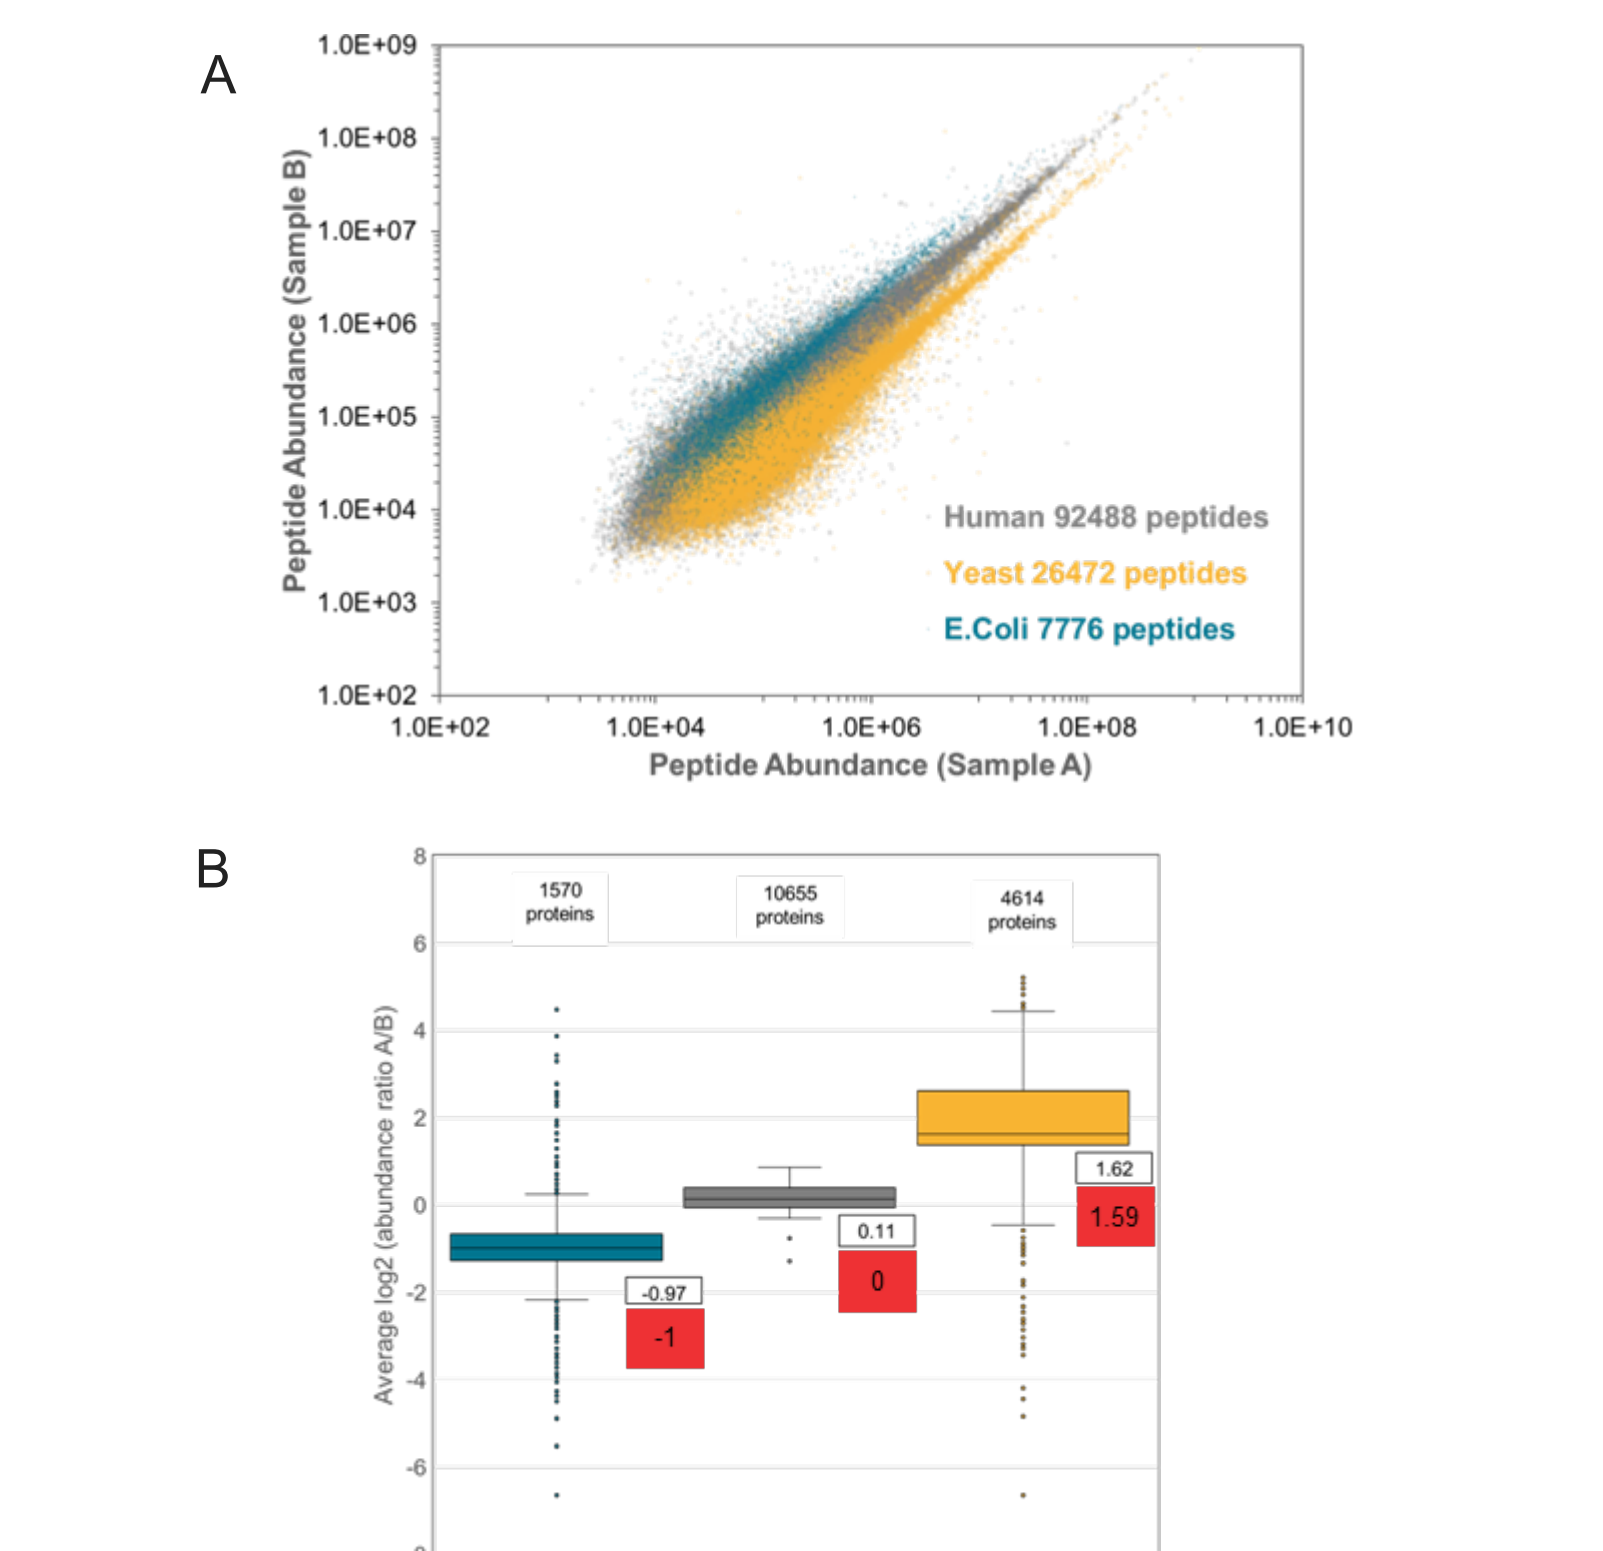 A
1.0E+09
1.0E+08
1.0E+07
1.0E+06
1.0E+05
1.0E+04
1.0E+03
1.0E+02
Peptide Abundance (Sample B)
Human 92488 peptides
Yeast 26472 peptides
E.Coli 7776 peptides
1.0E+02 1.0E+04 1.0E+06 1.0E+08 1.0E+10
Peptide Abundance (Sample A)
B
8
6
4
2
0
-2
-4
-6
Average log2 (abundance ratio A/B)
1570
proteins
10655
proteins
4614
proteins
-0.97
-1
0.11
0
1.62
1.59